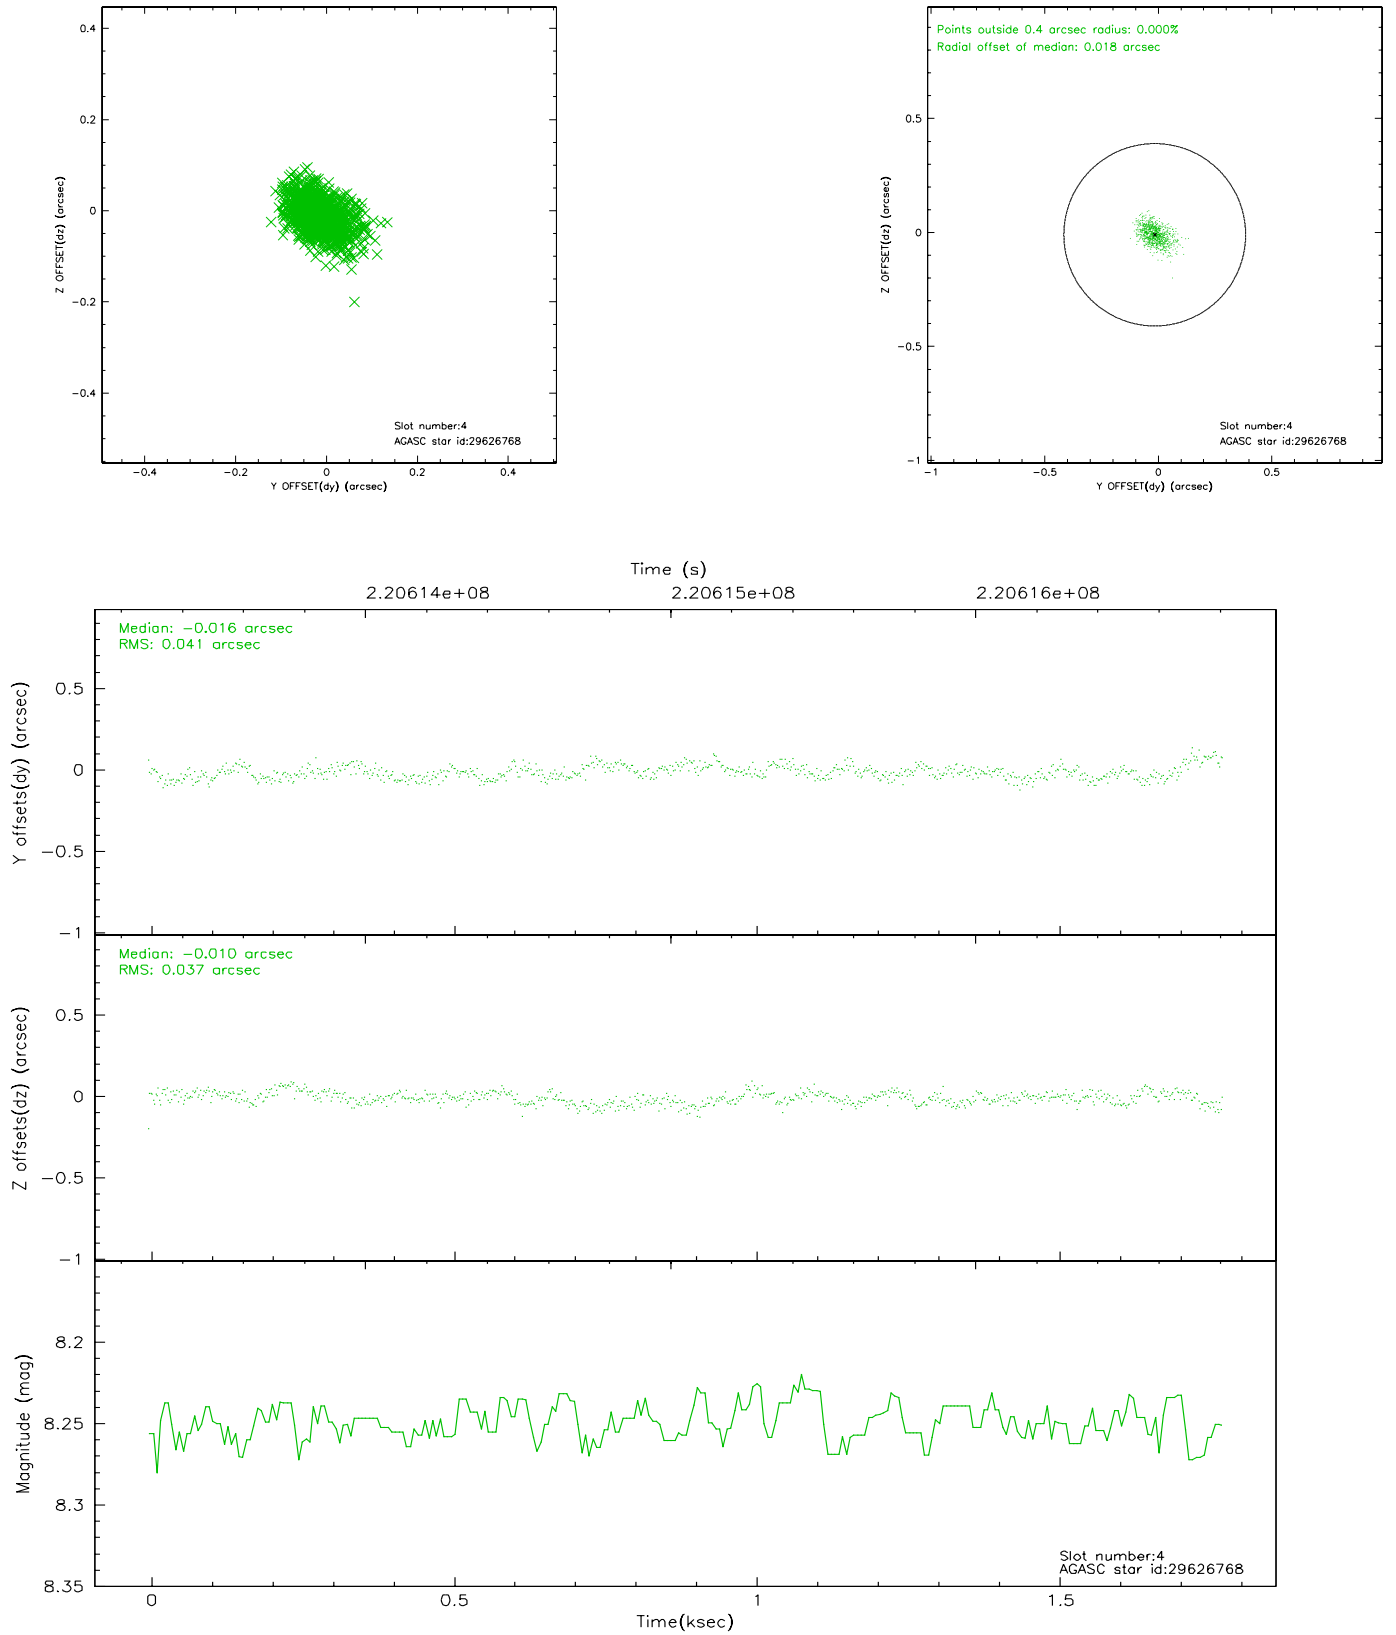 0.4
0.2
0
−0.2
−0.4
Z OFFSET(dz) (arcsec)
Slot number:4
AGASC star id:29626768
−0.4 −0.2 0 0.2 0.4
Y OFFSET(dy) (arcsec)
Points outside 0.4 arcsec radius: 0.000%
Radial offset of median: 0.018 arcsec
0.5
0
−0.5
−1
Z OFFSET(dz) (arcsec)
Slot number:4
AGASC star id:29626768
−1 −0.5 0 0.5
Y OFFSET(dy) (arcsec)
Time (s)
2.20614e+08 2.20615e+08 2.20616e+08
Median: −0.016 arcsec
RMS: 0.041 arcsec
0.5
0
−0.5
−1
Y offsets(dy) (arcsec)
Median: −0.010 arcsec
RMS: 0.037 arcsec
0.5
0
−0.5
−1
Z offsets(dz) (arcsec)
8.2
8.25
8.3
8.35
Magnitude (mag)
Slot number:4
AGASC star id:29626768
0 0.5 1 1.5
Time(ksec)